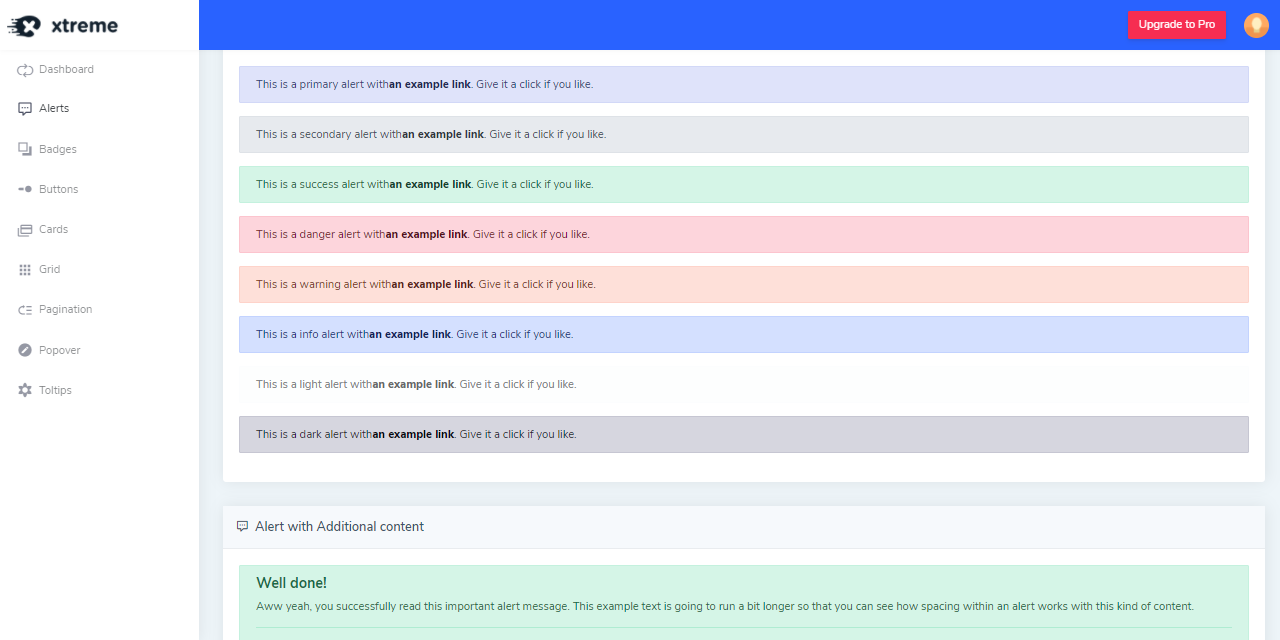 xtreme
Upgrade to Pro
Dashboard
Alerts
Badges
Buttons
Cards
Grid
Pagination
Popover
Toltips
This is a primary alert withan example link. Give it a click if you like.
This is a secondary alert withan example link. Give it a click if you like.
This is a success alert withan example link. Give it a click if you like.
This is a danger alert withan example link. Give it a click if you like.
This is a warning alert withan example link. Give it a click if you like.
This is a info alert withan example link. Give it a click if you like.
This is a light alert withan example link. Give it a click if you like.
This is a dark alert withan example link. Give it a click if you like.
Alert with Additional content
Well done!
Aww yeah, you successfully read this important alert message. This example text is going to run a bit longer so that you can see how spacing within an alert works with this kind of content.